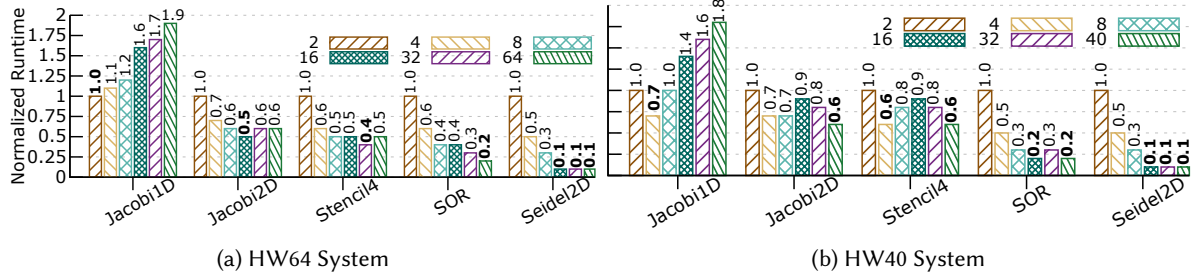 Normalized Runtime
2
1.75
1.5
1.25
1
0.75
0.5
0.25
0
2 4 8
16 32 64
1.0 1.1 1.2 1.6 1.7 1.9
1.0 0.7 0.6 0.5 0.6 0.6
1.0 0.6 0.5 0.5 0.4 0.5
1.0 0.6 0.4 0.4 0.3 0.2
1.0 0.5 0.3 0.1 0.1 0.1
Jacobi1D Jacobi2D Stencil4 SOR Seidel2D
(a) HW64 System
2 4 8
16 32 40
1.0 0.7 1.0 1.4 1.6 1.8
1.0 0.7 0.7 0.9 0.8 0.6
1.0 0.6 0.8 0.9 0.8 0.6
1.0 0.5 0.3 0.2 0.3 0.2
1.0 0.5 0.3 0.1 0.1 0.1
Jacobi1D Jacobi2D Stencil4 SOR Seidel2D
(b) HW40 System